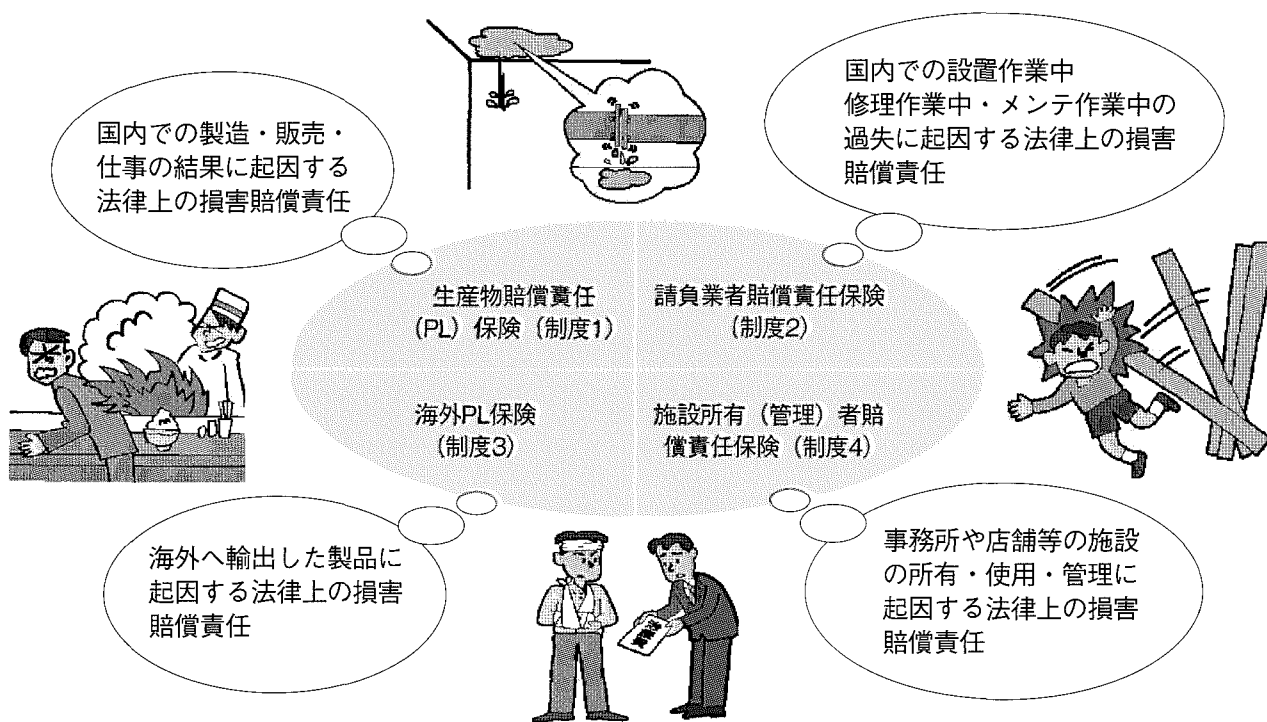 国内での製造・販売・
仕事の結果に起因する
法律上の損害賠償責任
国内での設置作業中
修理作業中・メンテ作業中の
過失に起因する法律上の損害
賠償責任
生産物賠償責任
(PL) 保険 (制度1)
請負業者賠償責任保険
(制度2)
海外PL保険
(制度3)
施設所有 (管理) 者賠
償責任保険 (制度4)
海外へ輸出した製品に
起因する法律上の損害
賠償責任
事務所や店舗等の施設
の所有・使用・管理に
起因する法律上の損害
賠償責任